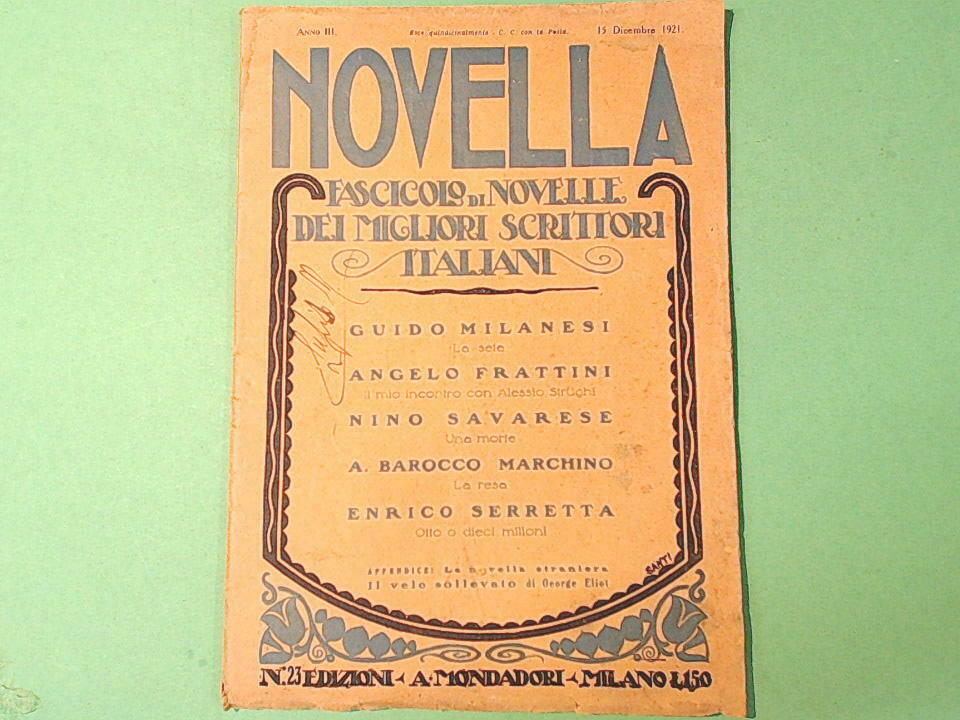 Anno III. Esce quindicinalmente - C. C. con la Posta. 15 Dicembre 1921.
NOVELLA
FASCICOLO DI NOVELLE
DEI MIGLIORI SCRITTORI
ITALIANI
GUIDO MILANESI
La sete
ANGELO FRATTINI
Il mio incontro con Alessio Sirughi
NINO SAVARESE
Una morte
A. BAROCCO MARCHINO
La resa
ENRICO SERRETTA
Otto o dieci milioni
APPENDICE: La novella straniera
Il velo sollevato di George Eliot
SANTI
N.º 23 EDIZIONI - A. MONDADORI - MILANO L. 1,50